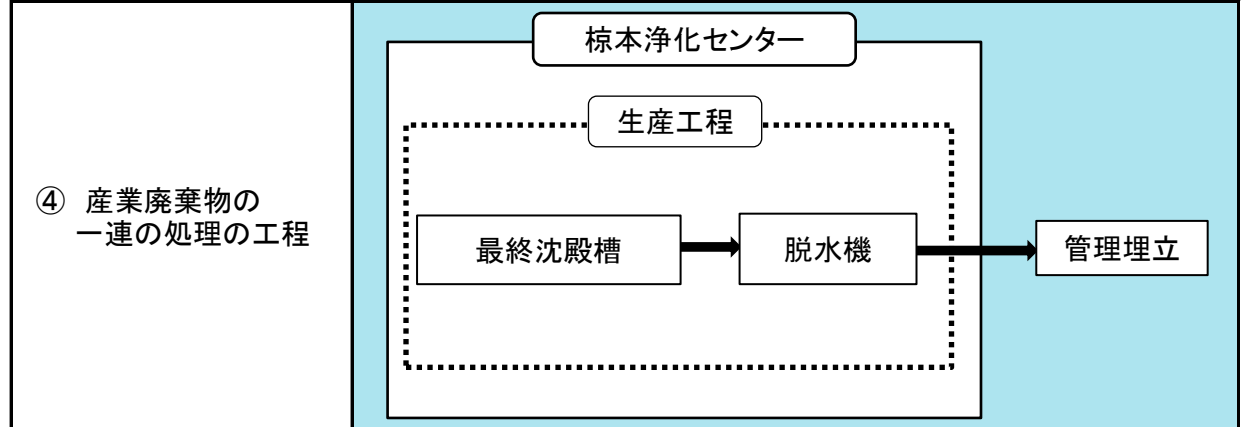 ④ 産業廃棄物の
一連の処理の工程
椋本浄化センター
生産工程
最終沈殿槽
脱水機
管理埋立